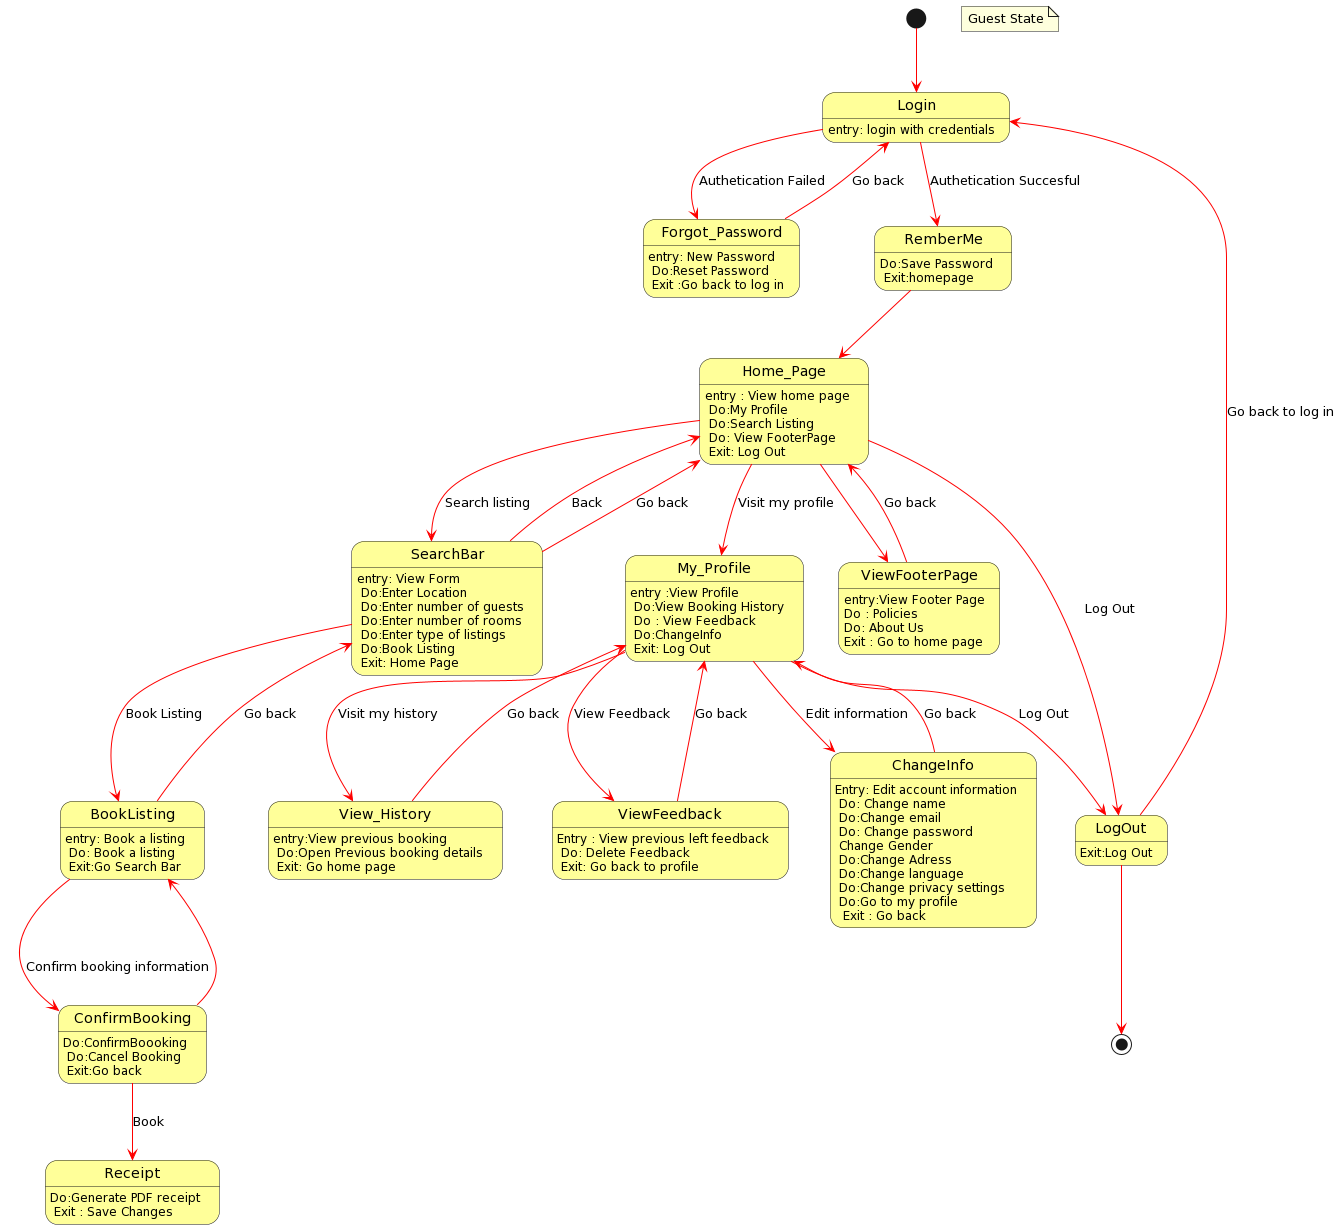 Guest State
Login
entry: login with credentials
Authetication Failed
Go back
Authetication Succesful
Forgot_Password
entry: New Password
Do:Reset Password
Exit :Go back to log in
RemberMe
Do:Save Password
Exit:homepage
Home_Page
entry : View home page
Do:My Profile
Do:Search Listing
Do: View FooterPage
Exit: Log Out
Go back to log in
Search listing
Back
Go back
Visit my profile
Go back
Log Out
SearchBar
entry: View Form
Do:Enter Location
Do:Enter number of guests
Do:Enter number of rooms
Do:Enter type of listings
Do:Book Listing
Exit: Home Page
My_Profile
entry :View Profile
Do:View Booking History
Do : View Feedback
Do:ChangeInfo
Exit: Log Out
ViewFooterPage
entry:View Footer Page
Do : Policies
Do: About Us
Exit : Go to home page
Book Listing
Go back
Visit my history
Go back
View Feedback
Go back
Edit information
Go back
Log Out
BookListing
entry: Book a listing
Do: Book a listing
Exit:Go Search Bar
View_History
entry:View previous booking
Do:Open Previous booking details
Exit: Go home page
ViewFeedback
Entry : View previous left feedback
Do: Delete Feedback
Exit: Go back to profile
ChangeInfo
Entry: Edit account information
Do: Change name
Do:Change email
Do: Change password
Change Gender
Do:Change Adress
Do:Change language
Do:Change privacy settings
Do:Go to my profile
Exit : Go back
LogOut
Exit:Log Out
Confirm booking information
ConfirmBooking
Do:ConfirmBoooking
Do:Cancel Booking
Exit:Go back
Book
Receipt
Do:Generate PDF receipt
Exit : Save Changes